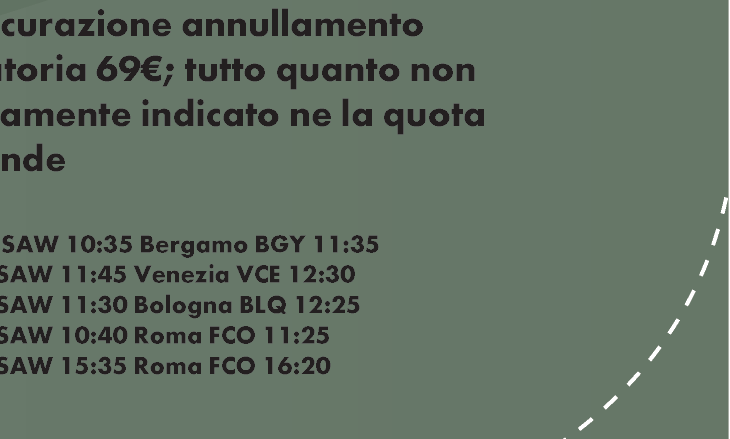 curazione annullamento
toria 69€; tutto quanto non
amente indicato ne la quota
nde
SAW 10:35 Bergamo BGY 11:35
SAW 11:45 Venezia VCE 12:30
SAW 11:30 Bologna BLQ 12:25
SAW 10:40 Roma FCO 11:25
SAW 15:35 Roma FCO 16:20